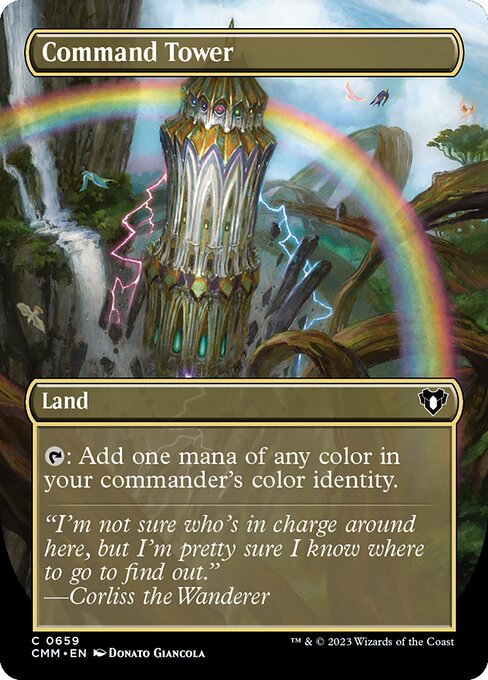 Command Tower
Land
: Add one mana of any color in
your commander's color identity.
“I'm not sure who's in charge around
here, but I'm pretty sure I know where
to go to find out.”
—Corliss the Wanderer
C 0659
CMM • EN Donato Giancola
™ & © 2023 Wizards of the Coast